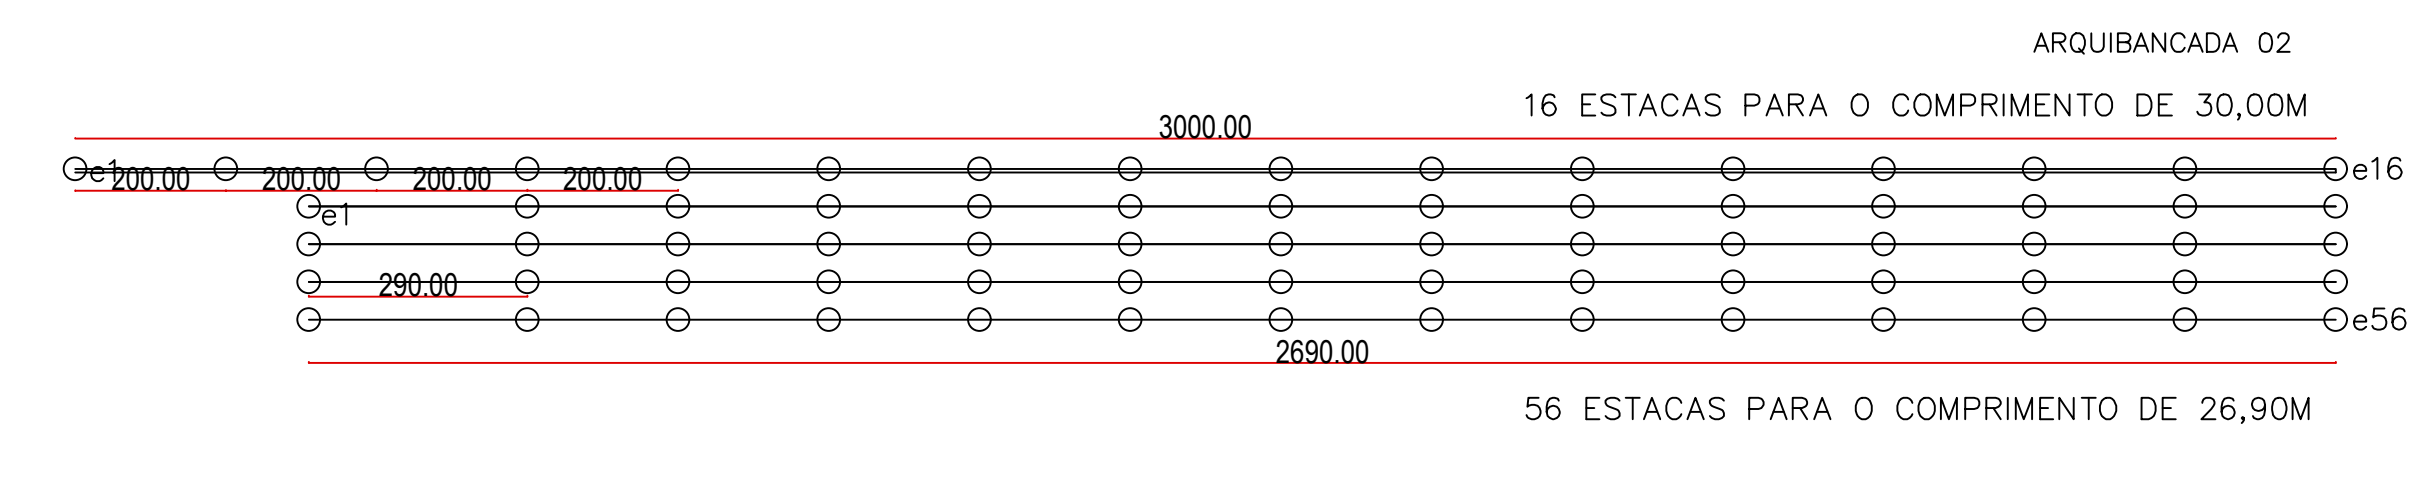 ARQUIBANCADA 02
16 ESTACAS PARA O COMPRIMENTO DE 30,00M
3000.00
e1 e16
200.00 200.00 200.00 200.00
e1
290.00
e56
2690.00
56 ESTACAS PARA O COMPRIMENTO DE 26,90M